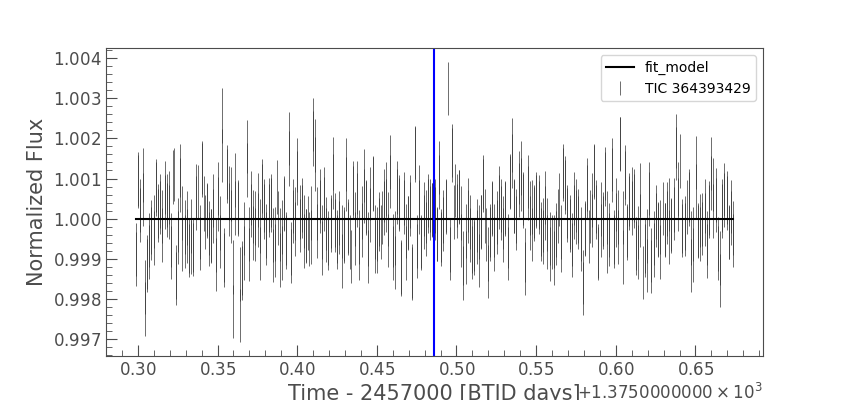 1.004
1.003
1.002
1.001
1.000
0.999
0.998
0.997
Normalized Flux
fit_model
TIC 364393429
0.30 0.35 0.40 0.45 0.50 0.55 0.60 0.65
Time - 2457000 [BTJD days]
+1.3750000000 × 10³